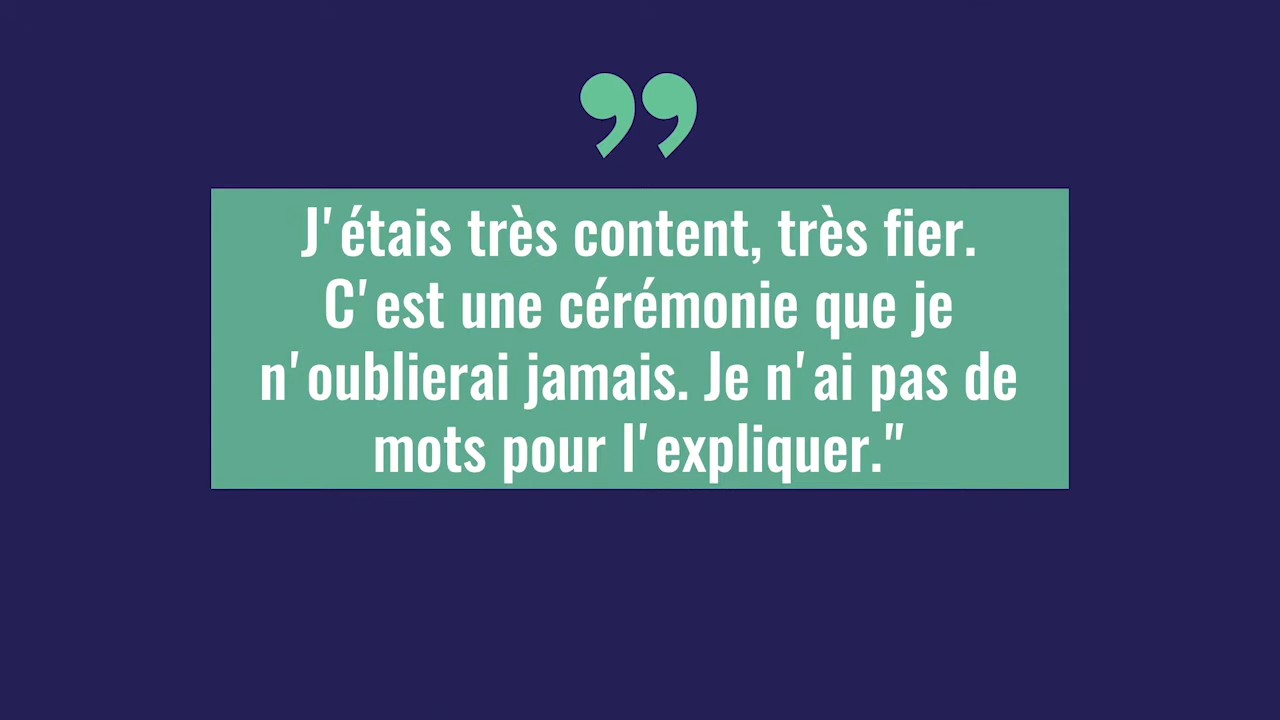 J'étais très content, très fier.
C'est une cérémonie que je
n'oublierai jamais. Je n'ai pas de
mots pour l'expliquer."